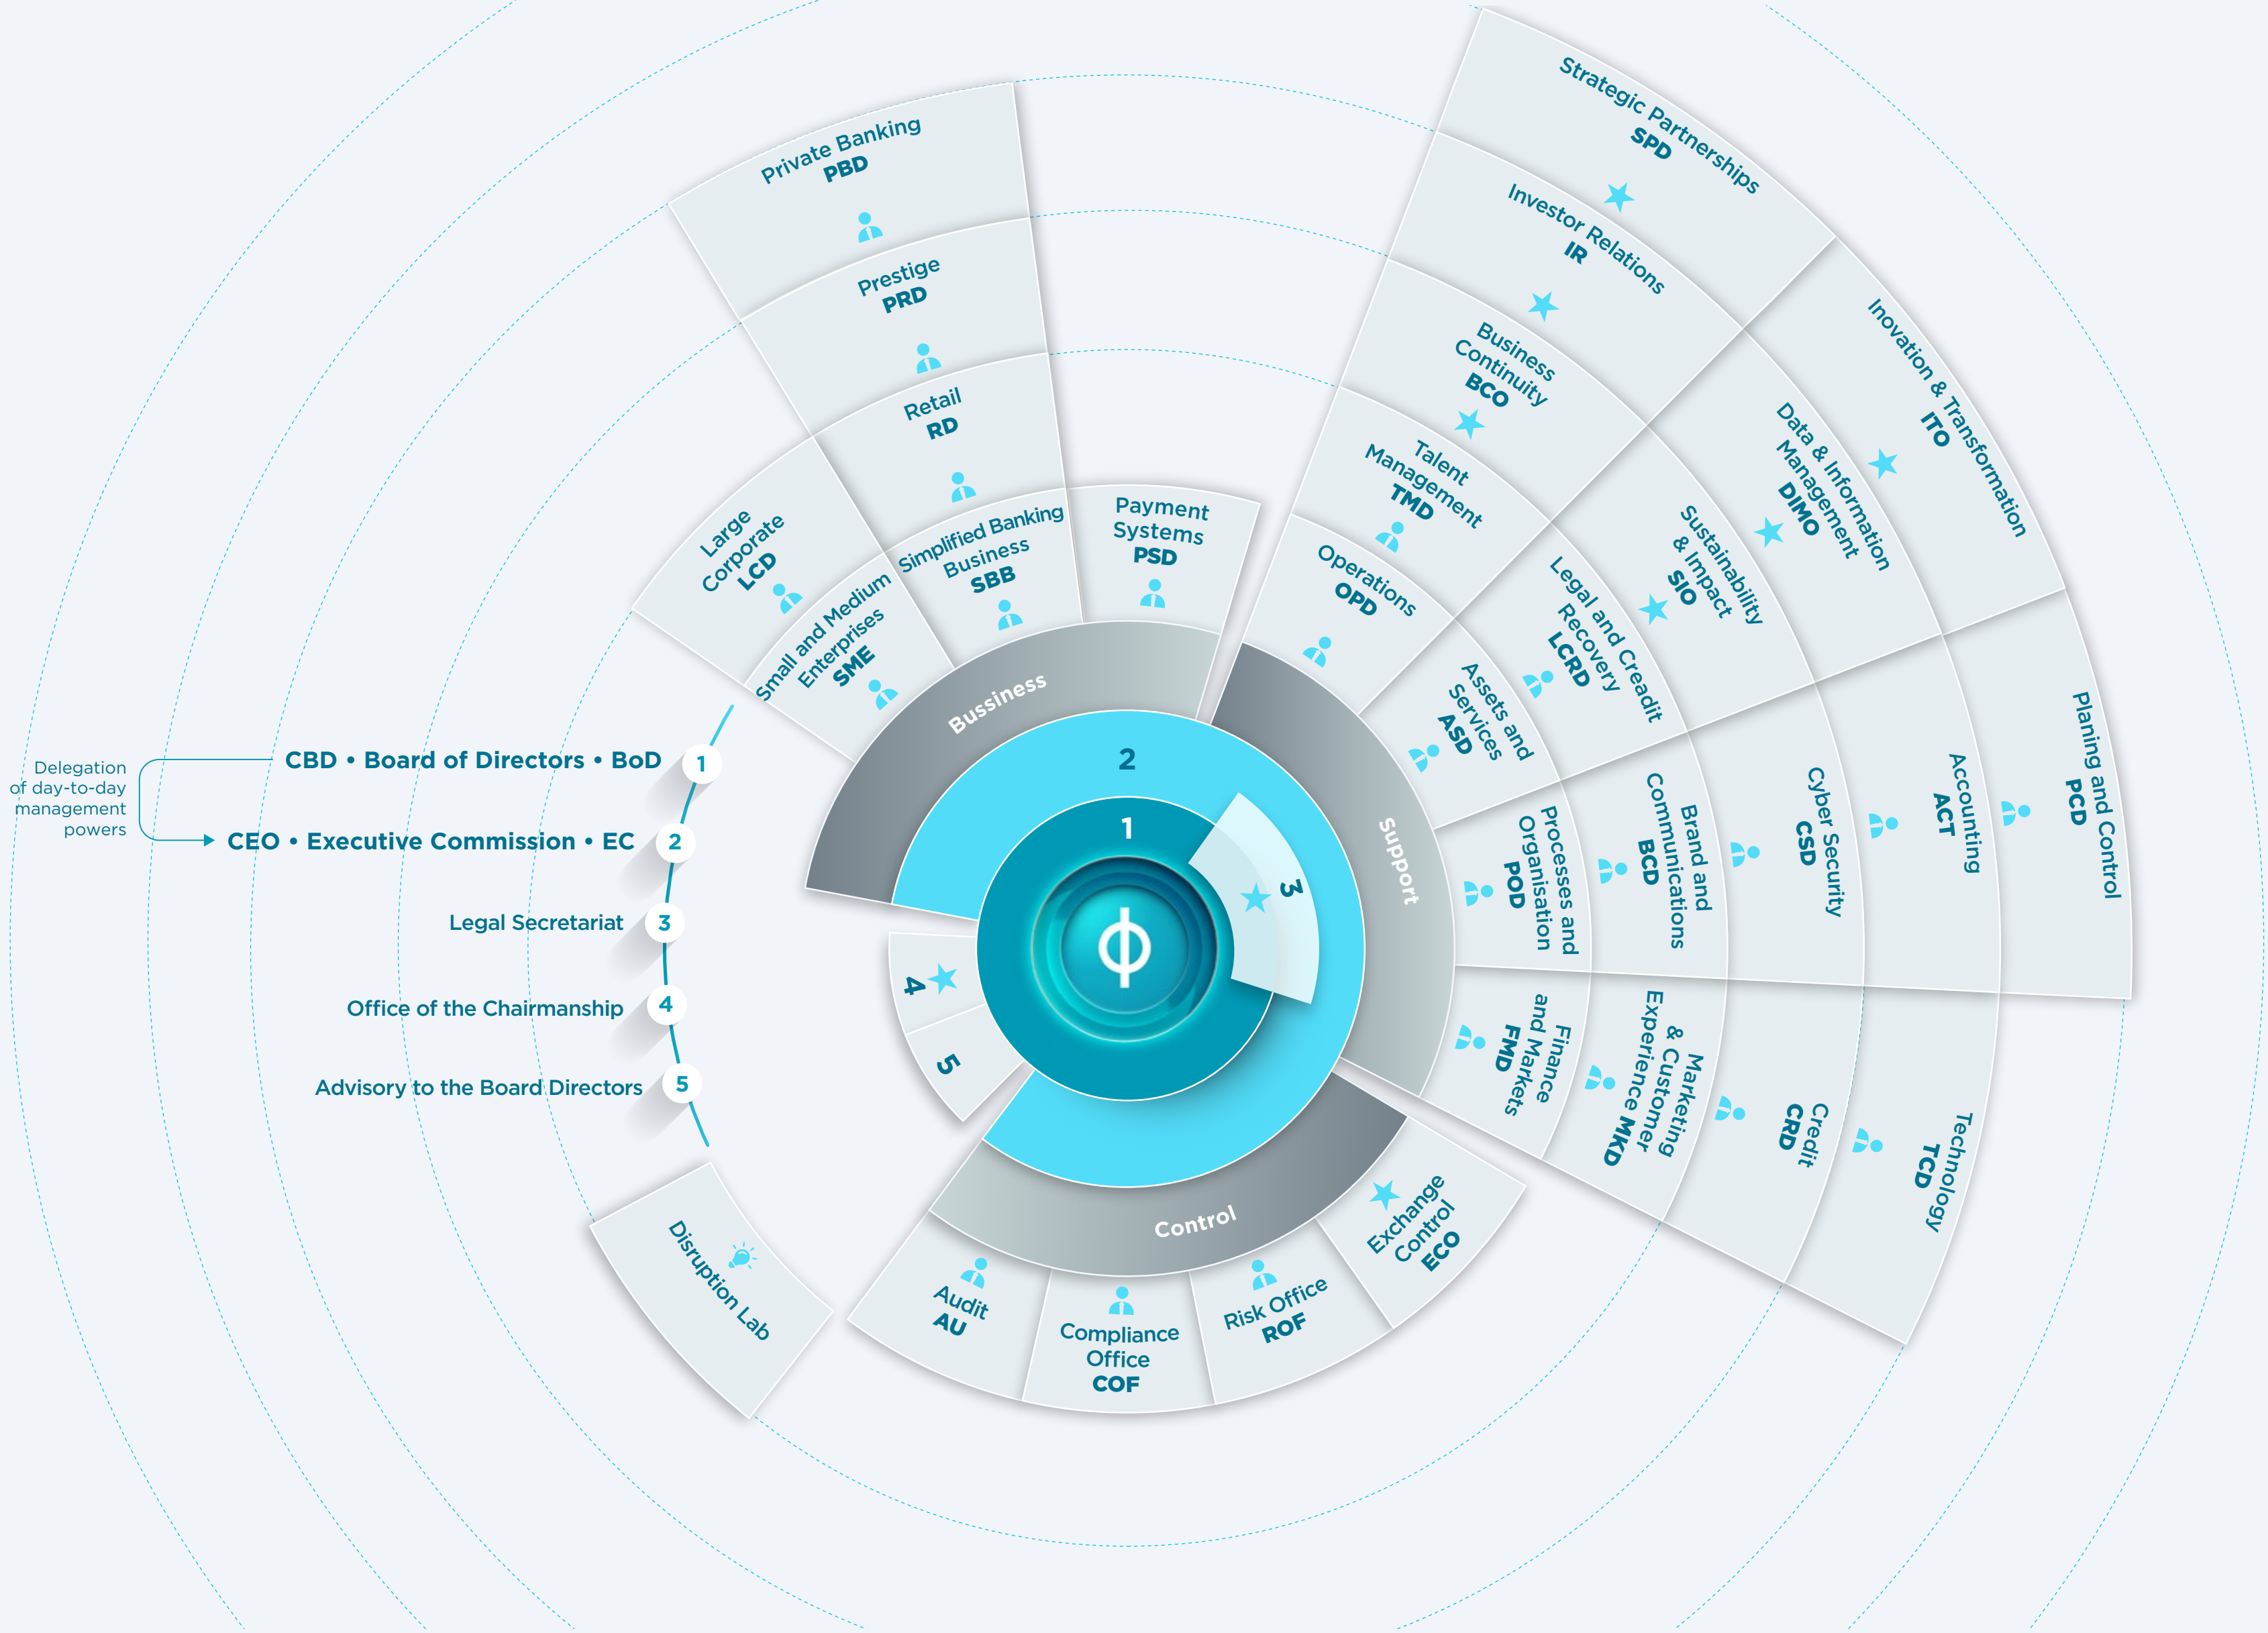 Delegation
of day-to-day
management
powers
CBD • Board of Directors • BoD
1
CEO • Executive Commission • EC
2
Legal Secretariat
3
Office of the Chairmanship
4
Advisory to the Board Directors
5
Bussiness
Private Banking
PBD
Prestige
PRD
Retail
RD
Large
Corporate
LCD
Small and Medium
Enterprises
SME
Simplified Banking
Business
SBB
Payment
Systems
PSD
Support
Strategic Partnerships
SPD
Investor Relations
IR
Business
Continuity
BCO
Talent
Management
TMD
Operations
OPD
Inovation & Transformation
ITO
Data & Information
Management
DIMO
Sustainability
& Impact
SIO
Legal and Creadit
Recovery
LCRD
Assets and
Services
ASD
Planing and Control
PCD
Accounting
ACT
Cyber Security
CSD
Brand and
Communications
BCD
Processes and
Organisation
POD
Technology
TCD
Credit
CRD
Marketing
& Customer
Experience MKD
Finance
and Markets
FMD
Control
Exchange
Control
ECO
Risk Office
ROF
Compliance
Office
COF
Audit
AU
Disruption Lab
1
2
3
4
5